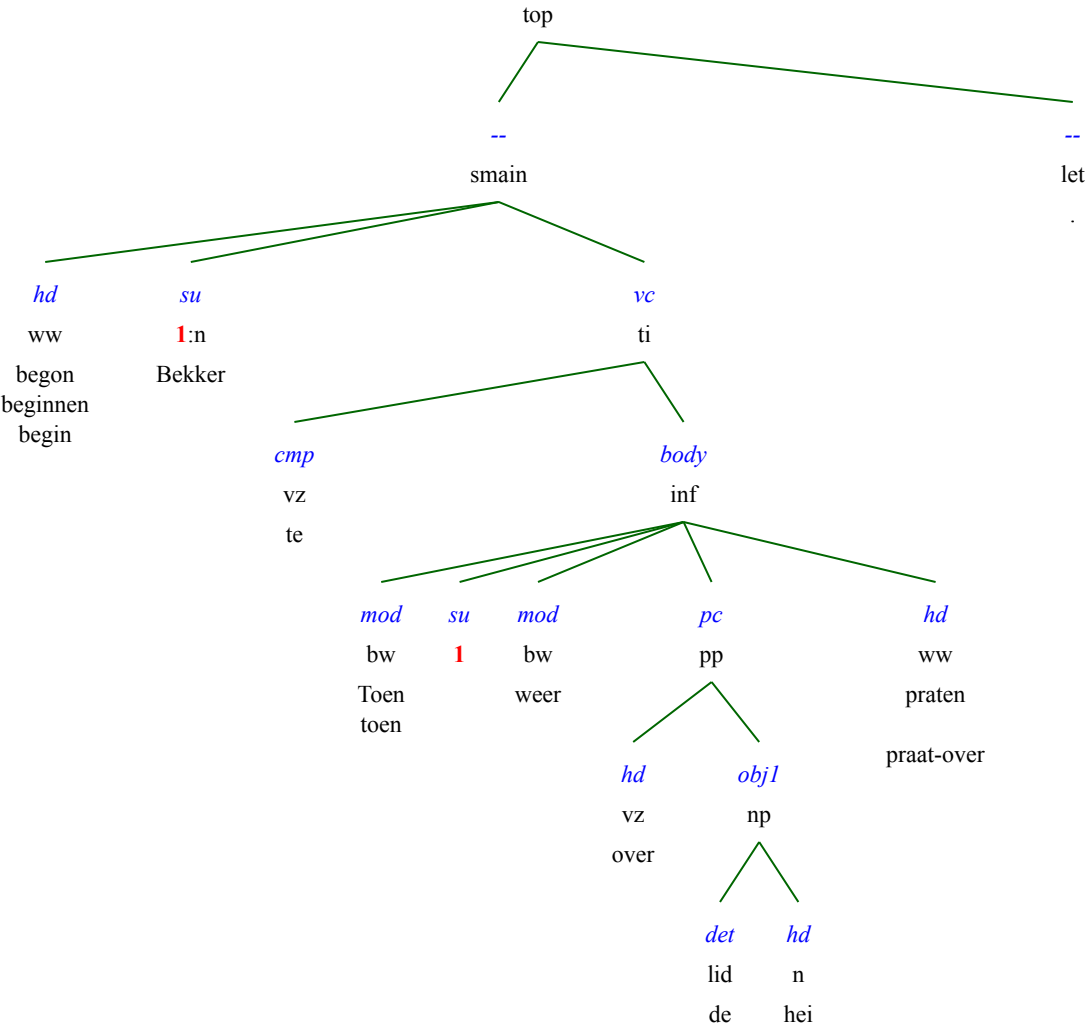 top
-- --
smain let
.
hd su vc
ww 1:n ti
begon Bekker
beginnen
begin
cmp body
vz inf
te
mod su mod pc hd
bw 1 bw pp ww
Toen weer praten
toen
praat-over
hd obj1
vz np
over
det hd
lid n
de hei